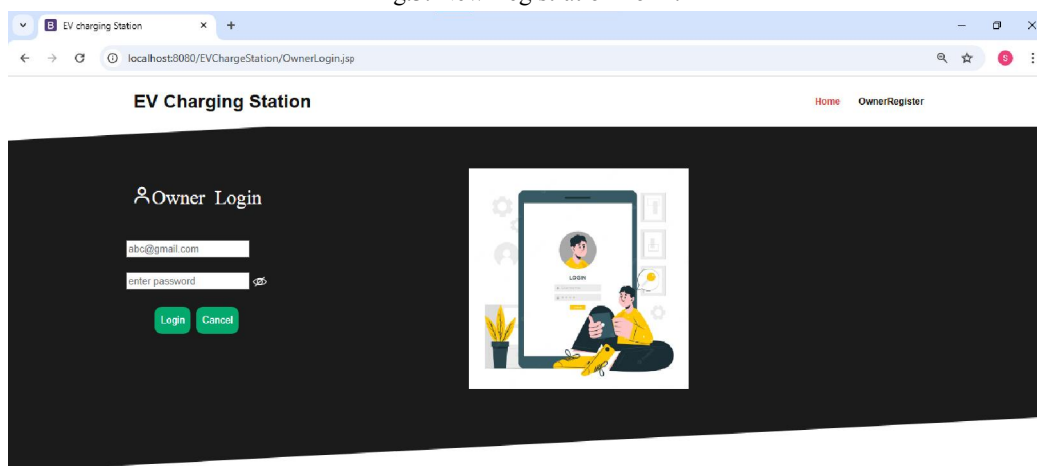 EV charging Station
localhost:8080/EVChargeStation/OwnerLogin.jsp
S
EV Charging Station
Home OwnerRegister
Owner Login
abc@gmail.com
enter password
Login Cancel
LOGIN